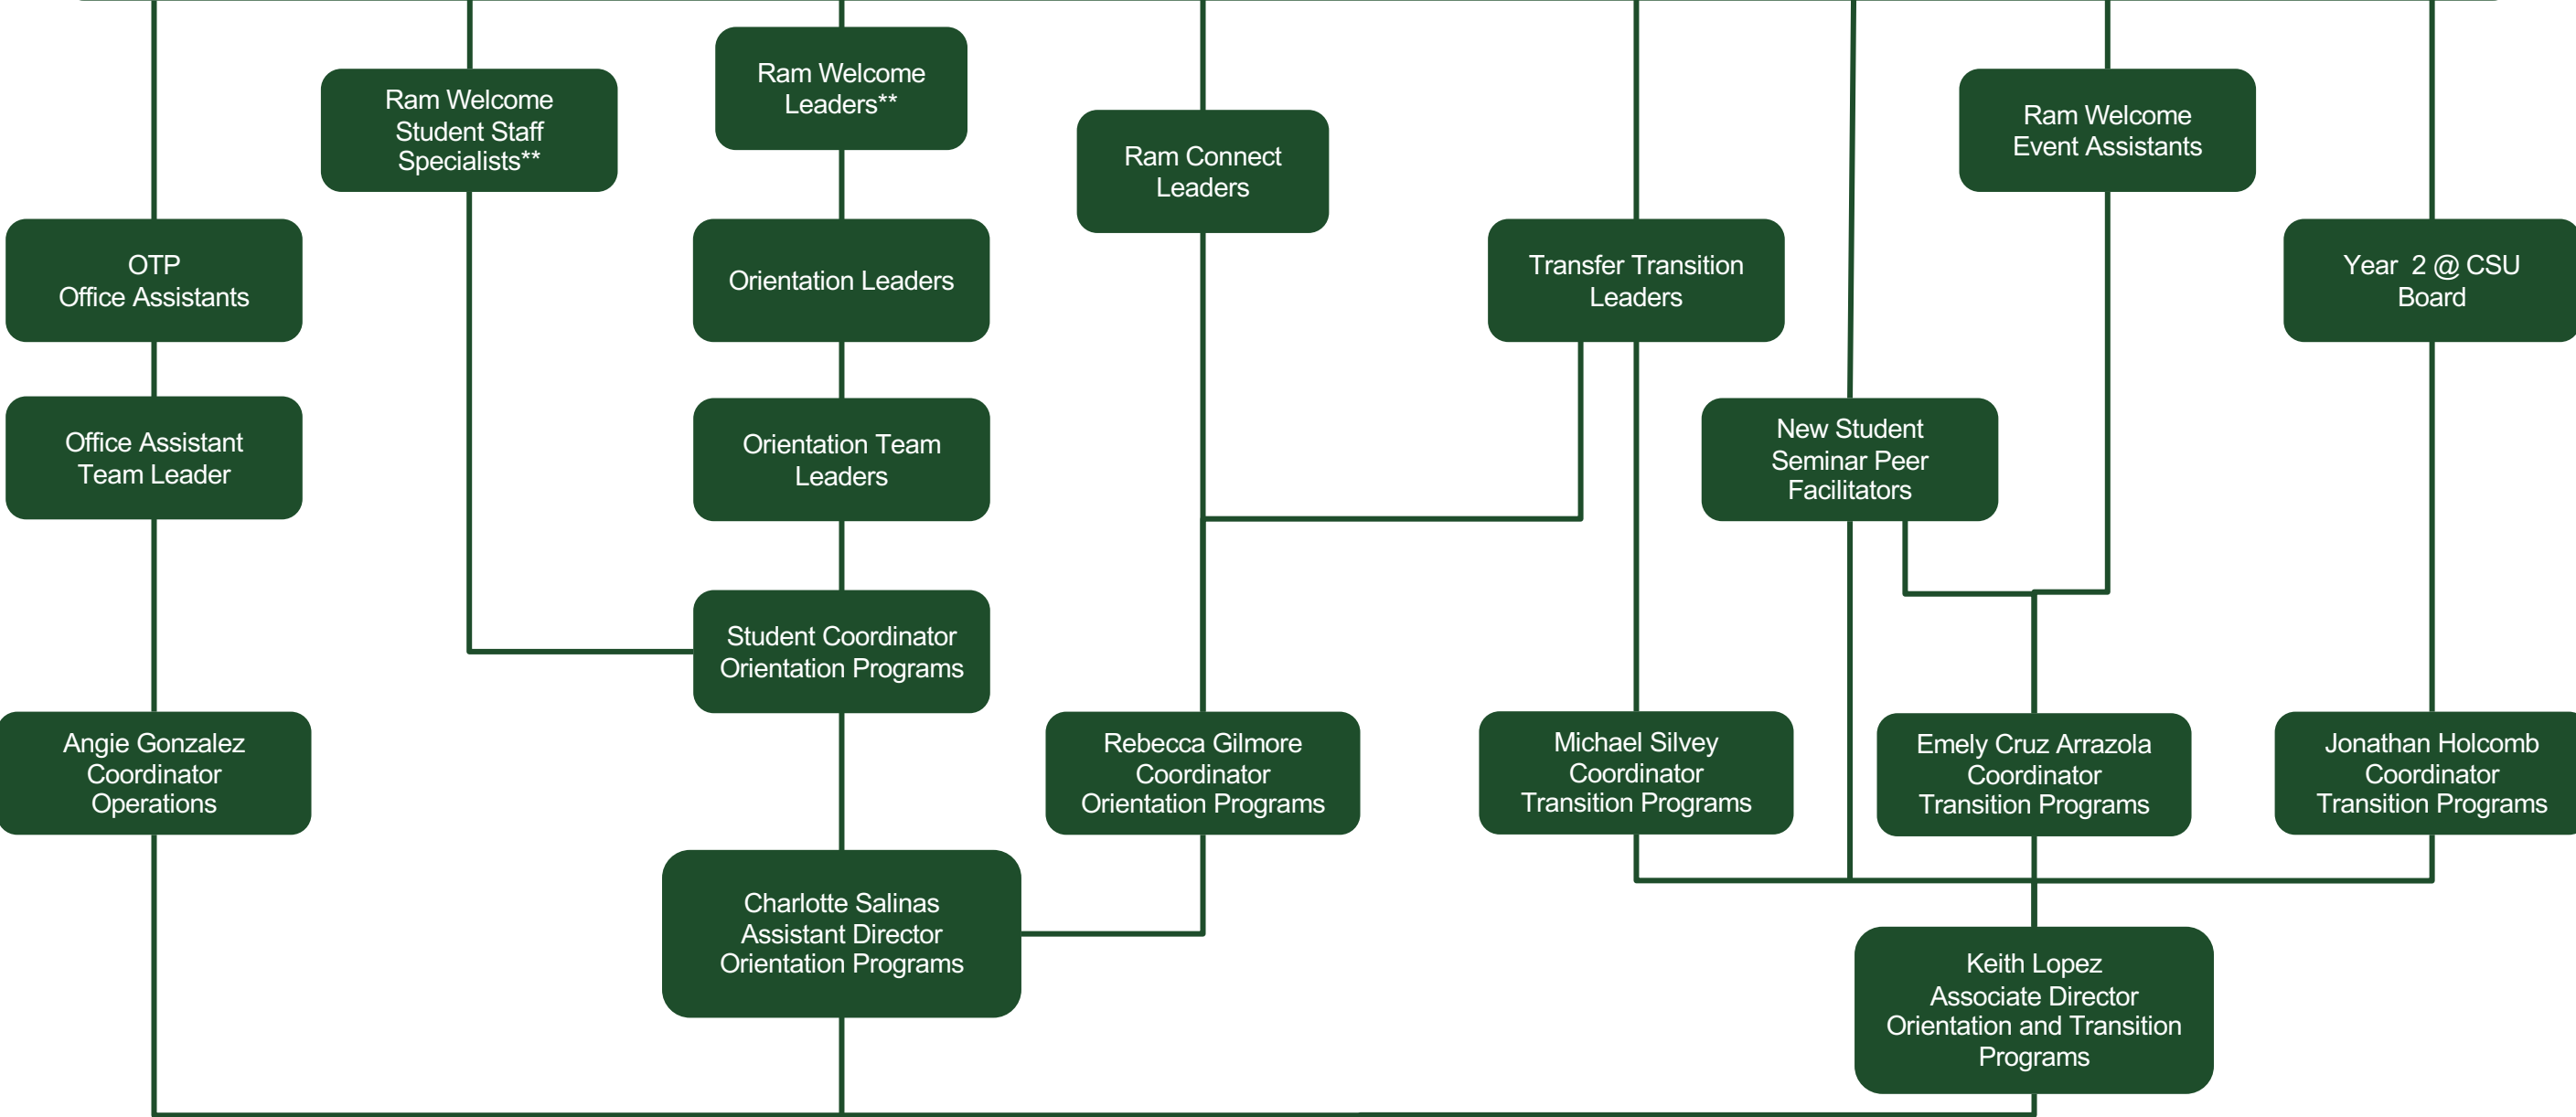 Ram Welcome
Leaders**
Ram Welcome
Student Staff
Specialists**
Ram Welcome
Event Assistants
Ram Connect
Leaders
OTP
Office Assistants
Orientation Leaders
Transfer Transition
Leaders
Year 2 @ CSU
Board
Office Assistant
Team Leader
Orientation Team
Leaders
New Student
Seminar Peer
Facilitators
Student Coordinator
Orientation Programs
Angie Gonzalez
Coordinator
Operations
Rebecca Gilmore
Coordinator
Orientation Programs
Michael Silvey
Coordinator
Transition Programs
Emely Cruz Arrazola
Coordinator
Transition Programs
Jonathan Holcomb
Coordinator
Transition Programs
Charlotte Salinas
Assistant Director
Orientation Programs
Keith Lopez
Associate Director
Orientation and Transition
Programs